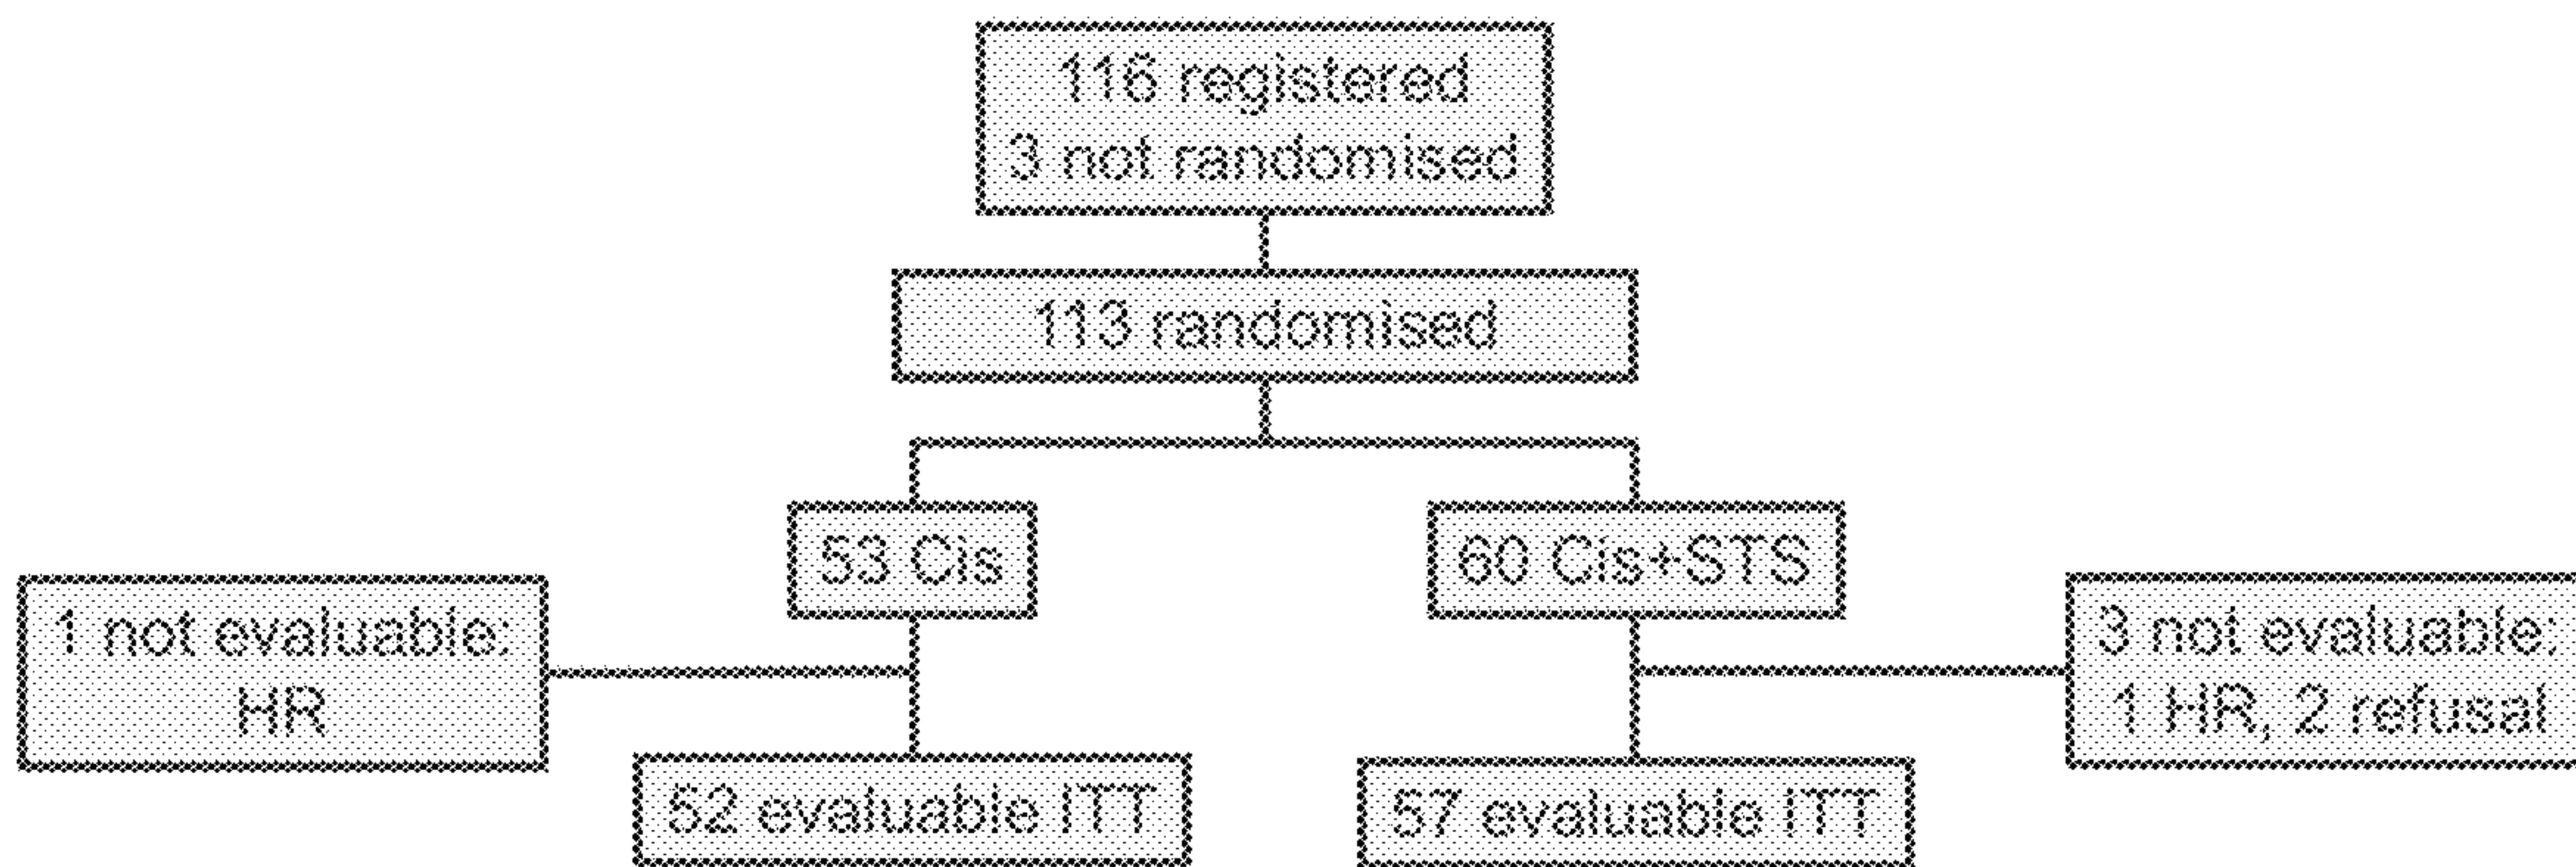 116 registered
3 not randomised
113 randomised
53 Cis
60 Cis+STS
1 not evaluable;
HR
3 not evaluable;
1 HR, 2 refusal
52 evaluable ITT
57 evaluable ITT